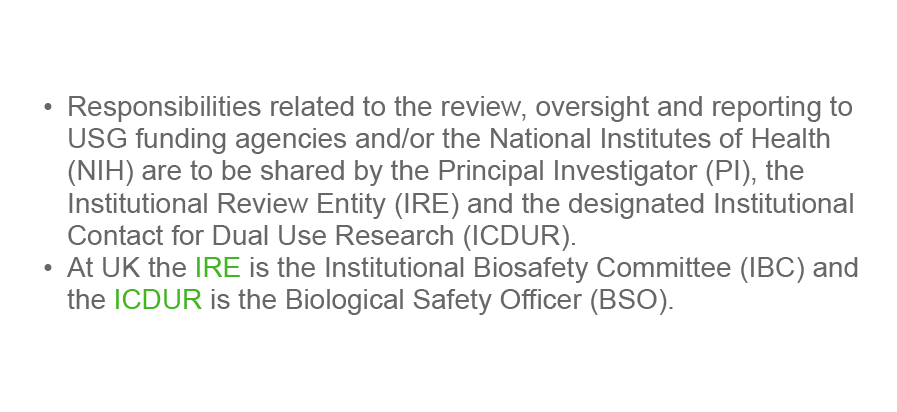 • Responsibilities related to the review, oversight and reporting to
USG funding agencies and/or the National Institutes of Health
(NIH) are to be shared by the Principal Investigator (PI), the
Institutional Review Entity (IRE) and the designated Institutional
Contact for Dual Use Research (ICDUR).
• At UK the IRE is the Institutional Biosafety Committee (IBC) and
the ICDUR is the Biological Safety Officer (BSO).